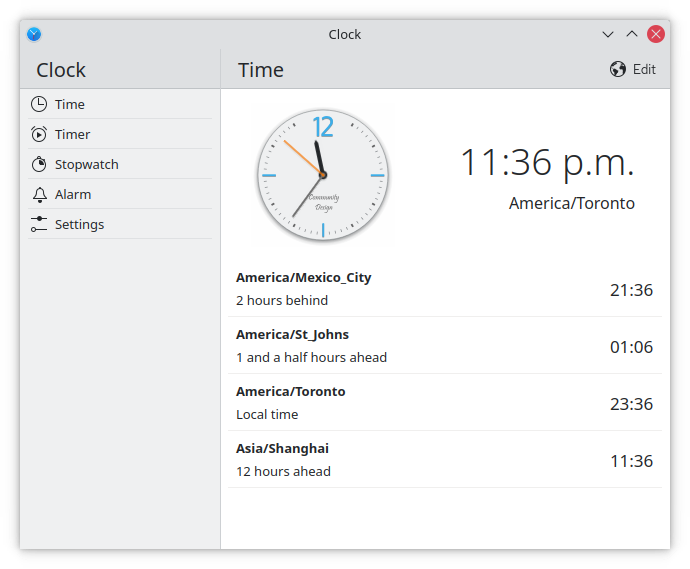 Clock
Clock
Time
Edit
Time
Timer
Stopwatch
Alarm
Settings
12
Community
Design
11:36 p.m.
America/Toronto
America/Mexico_City
2 hours behind
21:36
America/St_Johns
1 and a half hours ahead
01:06
America/Toronto
Local time
23:36
Asia/Shanghai
12 hours ahead
11:36